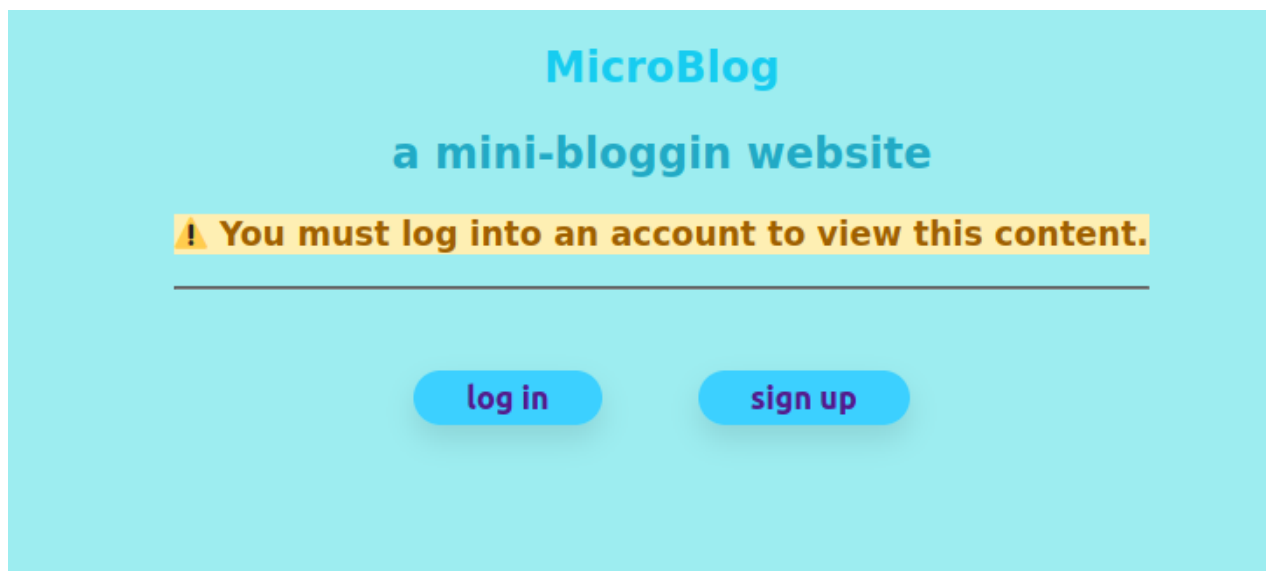 MicroBlog
a mini-bloggin website
⚠️ You must log into an account to view this content.
log in
sign up